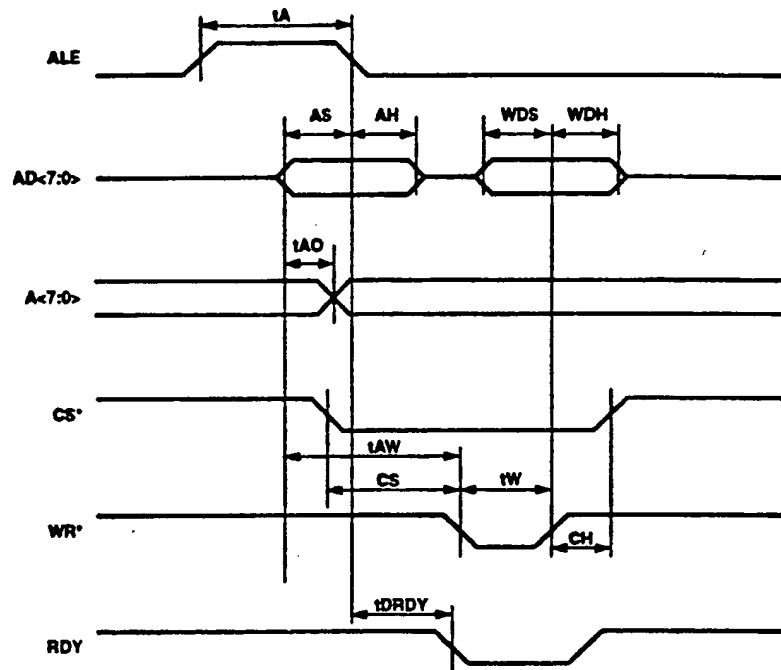 tA
ALE
AS AH WDS WDH
AD<7:0>
tAO
A<7:0>
CS*
tAW
CS tW
WR*
CH
tDRDY
RDY